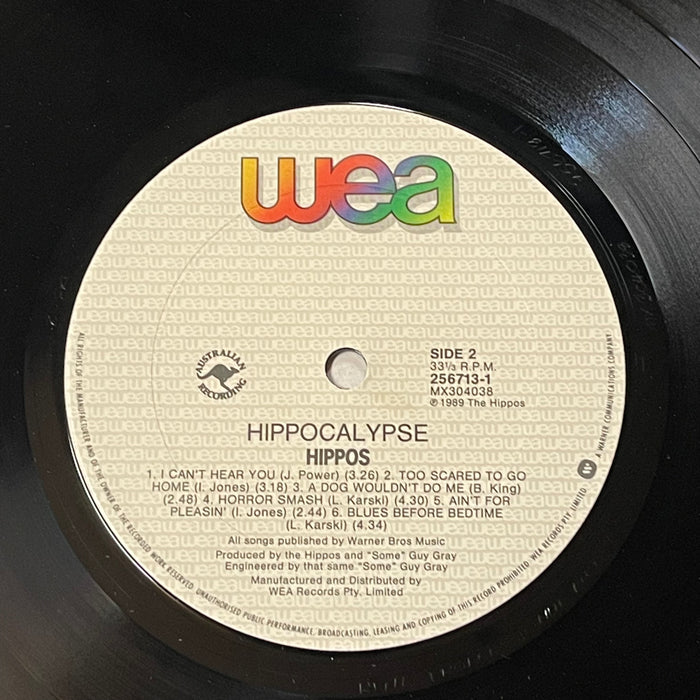 wea
AUSTRALIAN
RECORDING
SIDE 2
33⅓ R.P.M.
256713-1
MX304038
℗ 1989 The Hippos
HIPPOCALYPSE
HIPPOS
1. I CAN'T HEAR YOU (J. Power) (3.26) 2. TOO SCARED TO GO
HOME (I. Jones) (3.18) 3. A DOG WOULDN'T DO ME (B. King)
(2.48) 4. HORROR SMASH (L. Karski) (4.30) 5. AIN'T FOR
PLEASIN' (I. Jones) (2.44) 6. BLUES BEFORE BEDTIME
(L. Karski) (4.34)
All songs published by Warner Bros Music
Produced by the Hippos and "Some" Guy Gray
Engineered by that same "Some" Guy Gray
Manufactured and Distributed by
WEA Records Pty. Limited
ALL RIGHTS OF THE MANUFACTURER AND OF THE OWNER OF THE RECORDED WORK RESERVED. UNAUTHORISED PUBLIC PERFORMANCE, BROADCASTING, LEASING AND COPYING OF THIS RECORD PROHIBITED. WEA RECORDS PTY. LIMITED
A WARNER COMMUNICATIONS COMPANY.